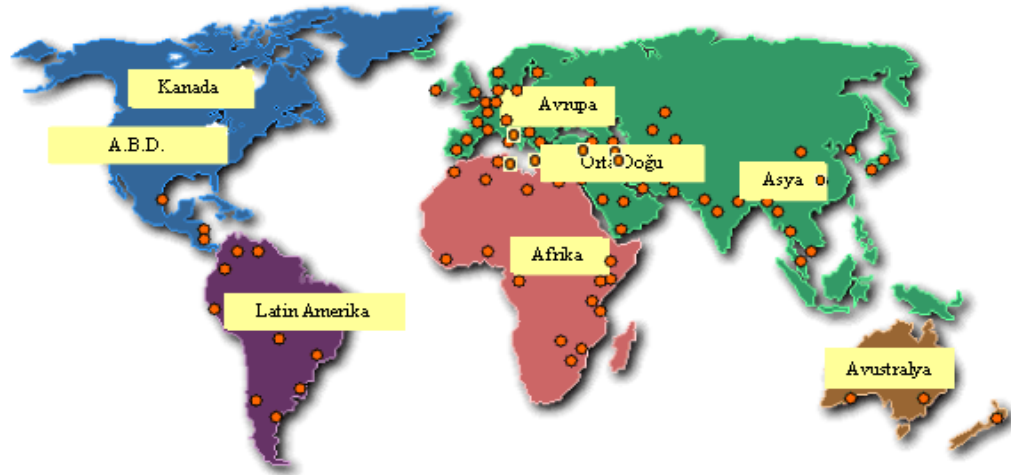 Kanada
A.B.D.
Avrupa
Orta Doğu
Asya
Afrika
Latin Amerika
Avustralya